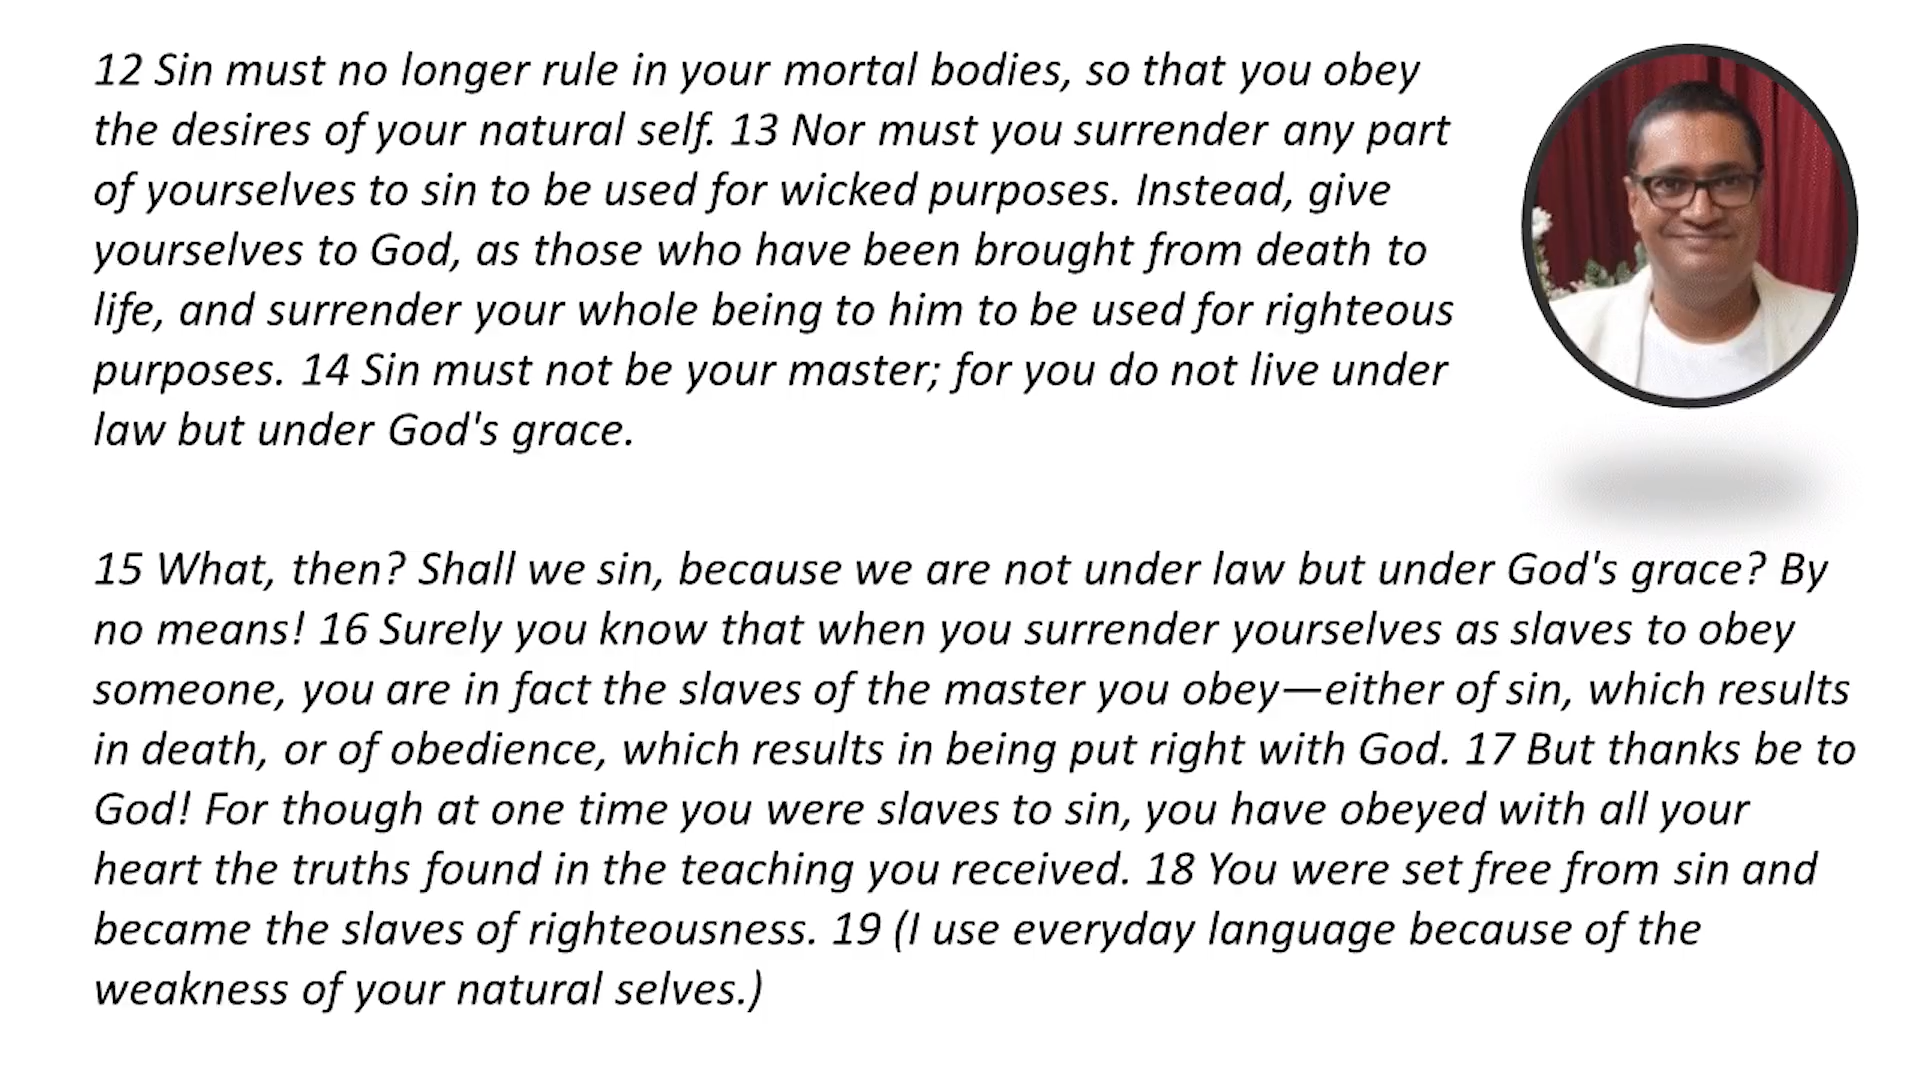 12 Sin must no longer rule in your mortal bodies, so that you obey
the desires of your natural self. 13 Nor must you surrender any part
of yourselves to sin to be used for wicked purposes. Instead, give
yourselves to God, as those who have been brought from death to
life, and surrender your whole being to him to be used for righteous
purposes. 14 Sin must not be your master; for you do not live under
law but under God's grace.
15 What, then? Shall we sin, because we are not under law but under God's grace? By
no means! 16 Surely you know that when you surrender yourselves as slaves to obey
someone, you are in fact the slaves of the master you obey—either of sin, which results
in death, or of obedience, which results in being put right with God. 17 But thanks be to
God! For though at one time you were slaves to sin, you have obeyed with all your
heart the truths found in the teaching you received. 18 You were set free from sin and
became the slaves of righteousness. 19 (I use everyday language because of the
weakness of your natural selves.)